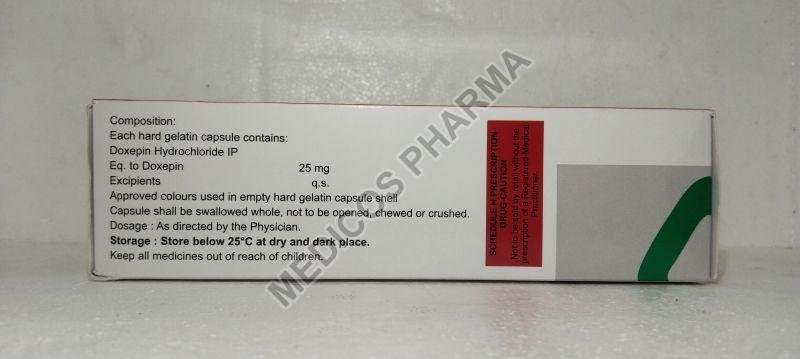 Composition:
Each hard gelatin capsule contains:
Doxepin Hydrochloride IP
Eq. to Doxepin 25 mg
Excipients q.s.
Approved colours used in empty hard gelatin capsule shell
Capsule shall be swallowed whole, not to be opened, chewed or crushed.
Dosage : As directed by the Physician.
Storage : Store below 25°C at dry and dark place.
Keep all medicines out of reach of children.
SCHEDULE H PRESCRIPTION
DRUG-CAUTION
Not to be sold by retail without the
prescription of a Registered Medical
Practitioner.
MEDICOS PHARMA